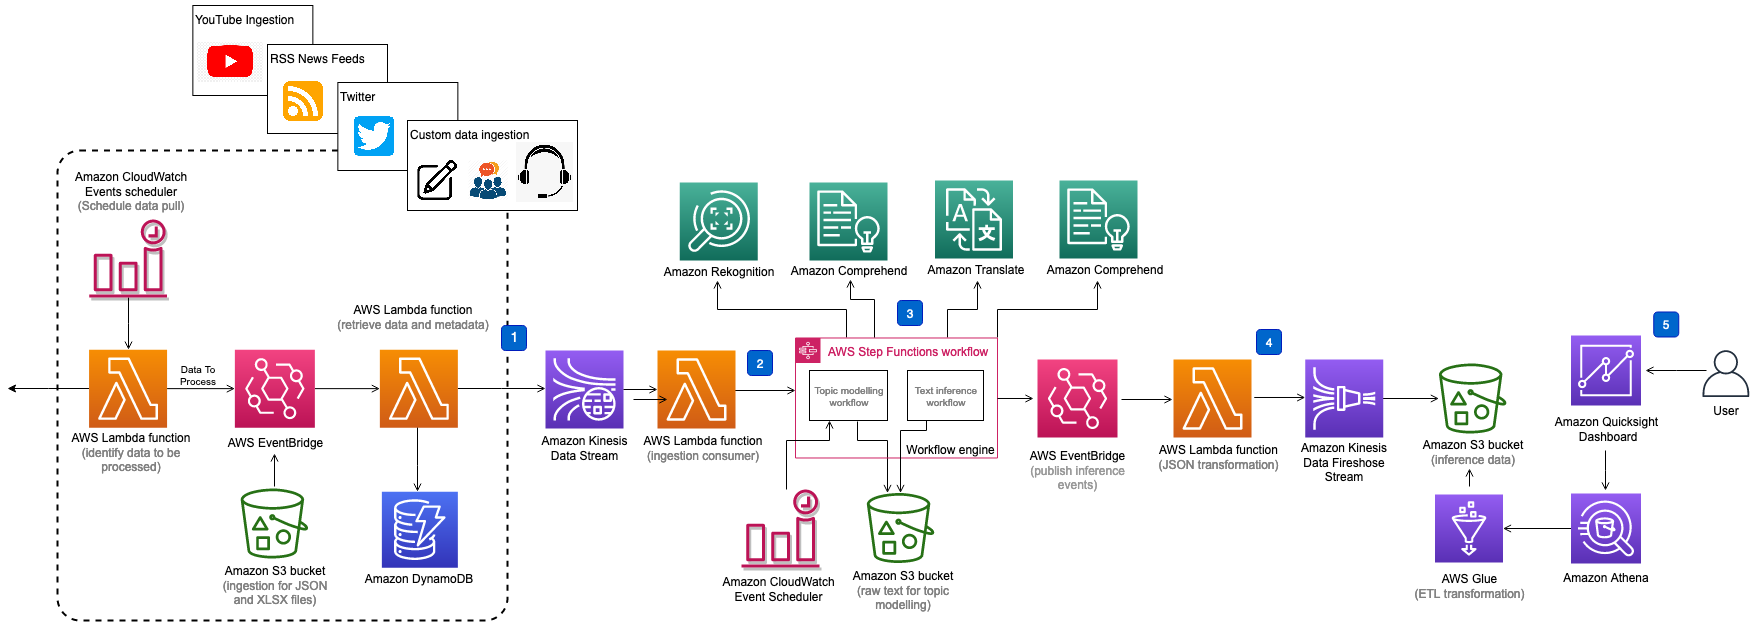 YouTube Ingestion
RSS News Feeds
Twitter
Custom data ingestion
Amazon CloudWatch
Events scheduler
(Schedule data pull)
AWS Lambda function
(identify data to be
processed)
Data To
Process
AWS EventBridge
Amazon S3 bucket
(ingestion for JSON
and XLSX files)
AWS Lambda function
(retrieve data and metadata)
Amazon DynamoDB
1
Amazon Kinesis
Data Stream
AWS Lambda function
(ingestion consumer)
2
Amazon Rekognition
Amazon Comprehend
Amazon Translate
Amazon Comprehend
3
AWS Step Functions workflow
Topic modelling
workflow
Text inference
workflow
Workflow engine
Amazon CloudWatch
Event Scheduler
Amazon S3 bucket
(raw text for topic
modelling)
AWS EventBridge
(publish inference
events)
4
AWS Lambda function
(JSON transformation)
Amazon Kinesis
Data Fireshose
Stream
Amazon S3 bucket
(inference data)
AWS Glue
(ETL transformation)
5
Amazon Quicksight
Dashboard
Amazon Athena
User